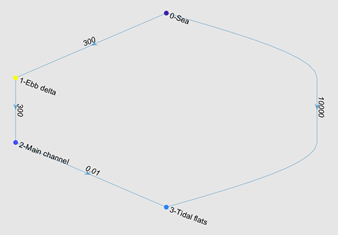 0-Sea
300
1-Ebb delta
300
10000
2-Main channel
0.01
3-Tidal flats